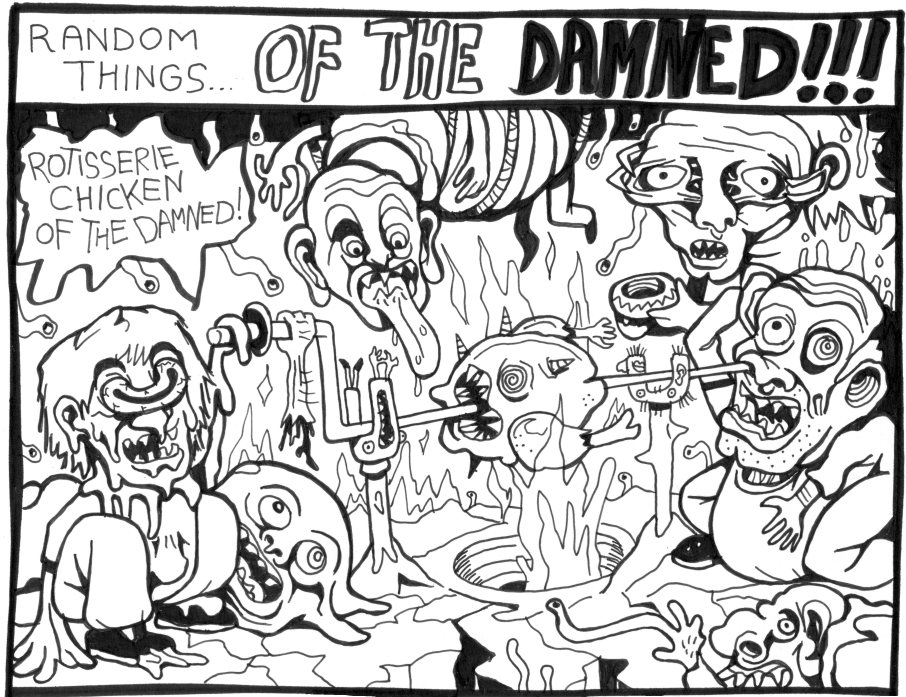 RANDOM
THINGS... OF THE DAMNED!!!
ROTISSERIE
CHICKEN
OF THE DAMNED!